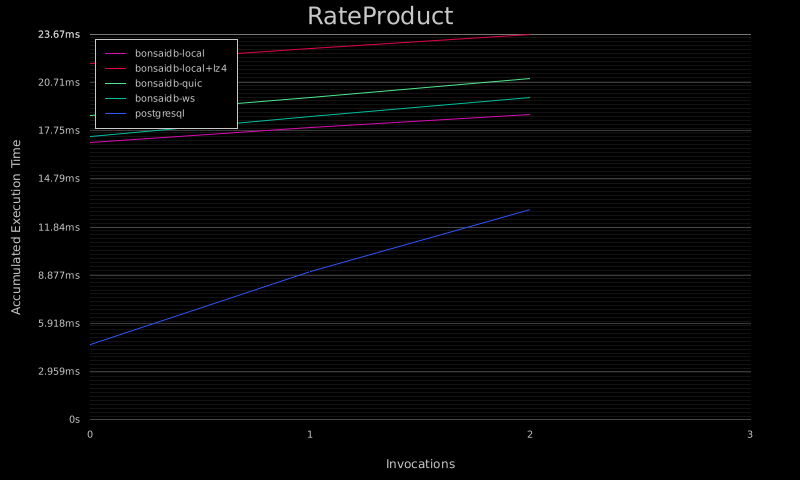 RateProduct
23.67ms
bonsaidb-local
bonsaidb-local+lz4
bonsaidb-quic
bonsaidb-ws
postgresql
20.71ms
17.75ms
14.79ms
11.84ms
8.877ms
5.918ms
2.959ms
0s
Accumulated Execution Time
0 1 2 3
Invocations